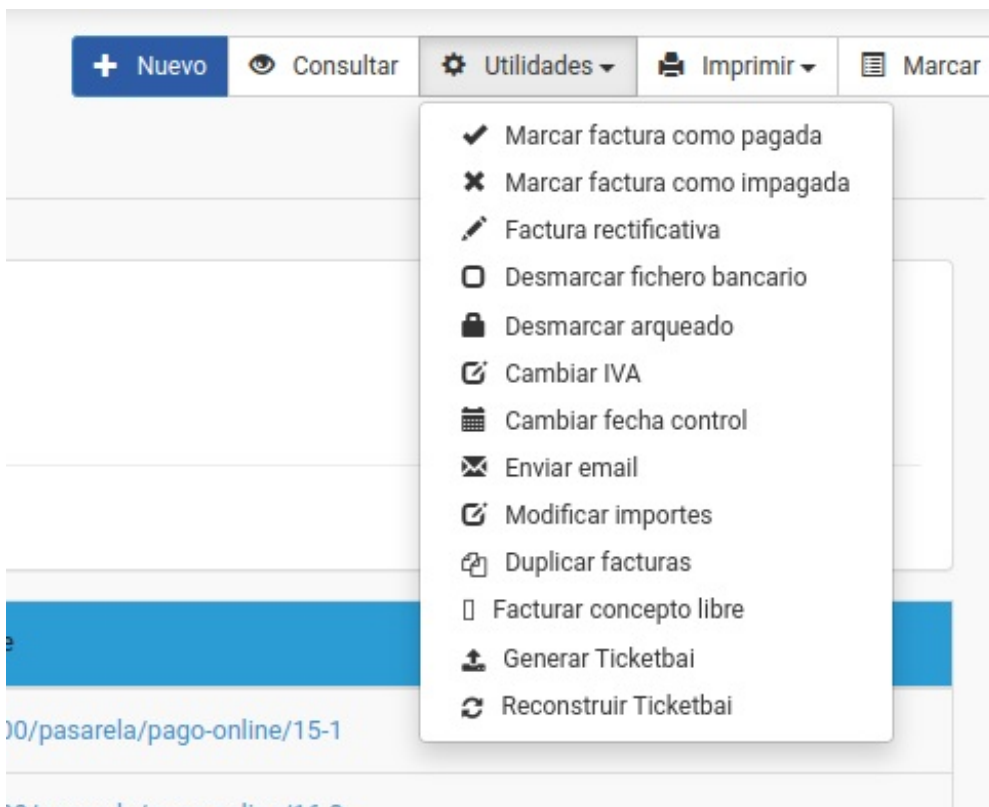 Nuevo Consultar Utilidades Imprimir Marcar
Marcar factura como pagada
Marcar factura como impagada
Factura rectificativa
Desmarcar fichero bancario
Desmarcar arqueado
Cambiar IVA
Cambiar fecha control
Enviar email
Modificar importes
Duplicar facturas
Facturar concepto libre
Generar Ticketbai
Reconstruir Ticketbai
e
00/pasarela/pago-online/15-1